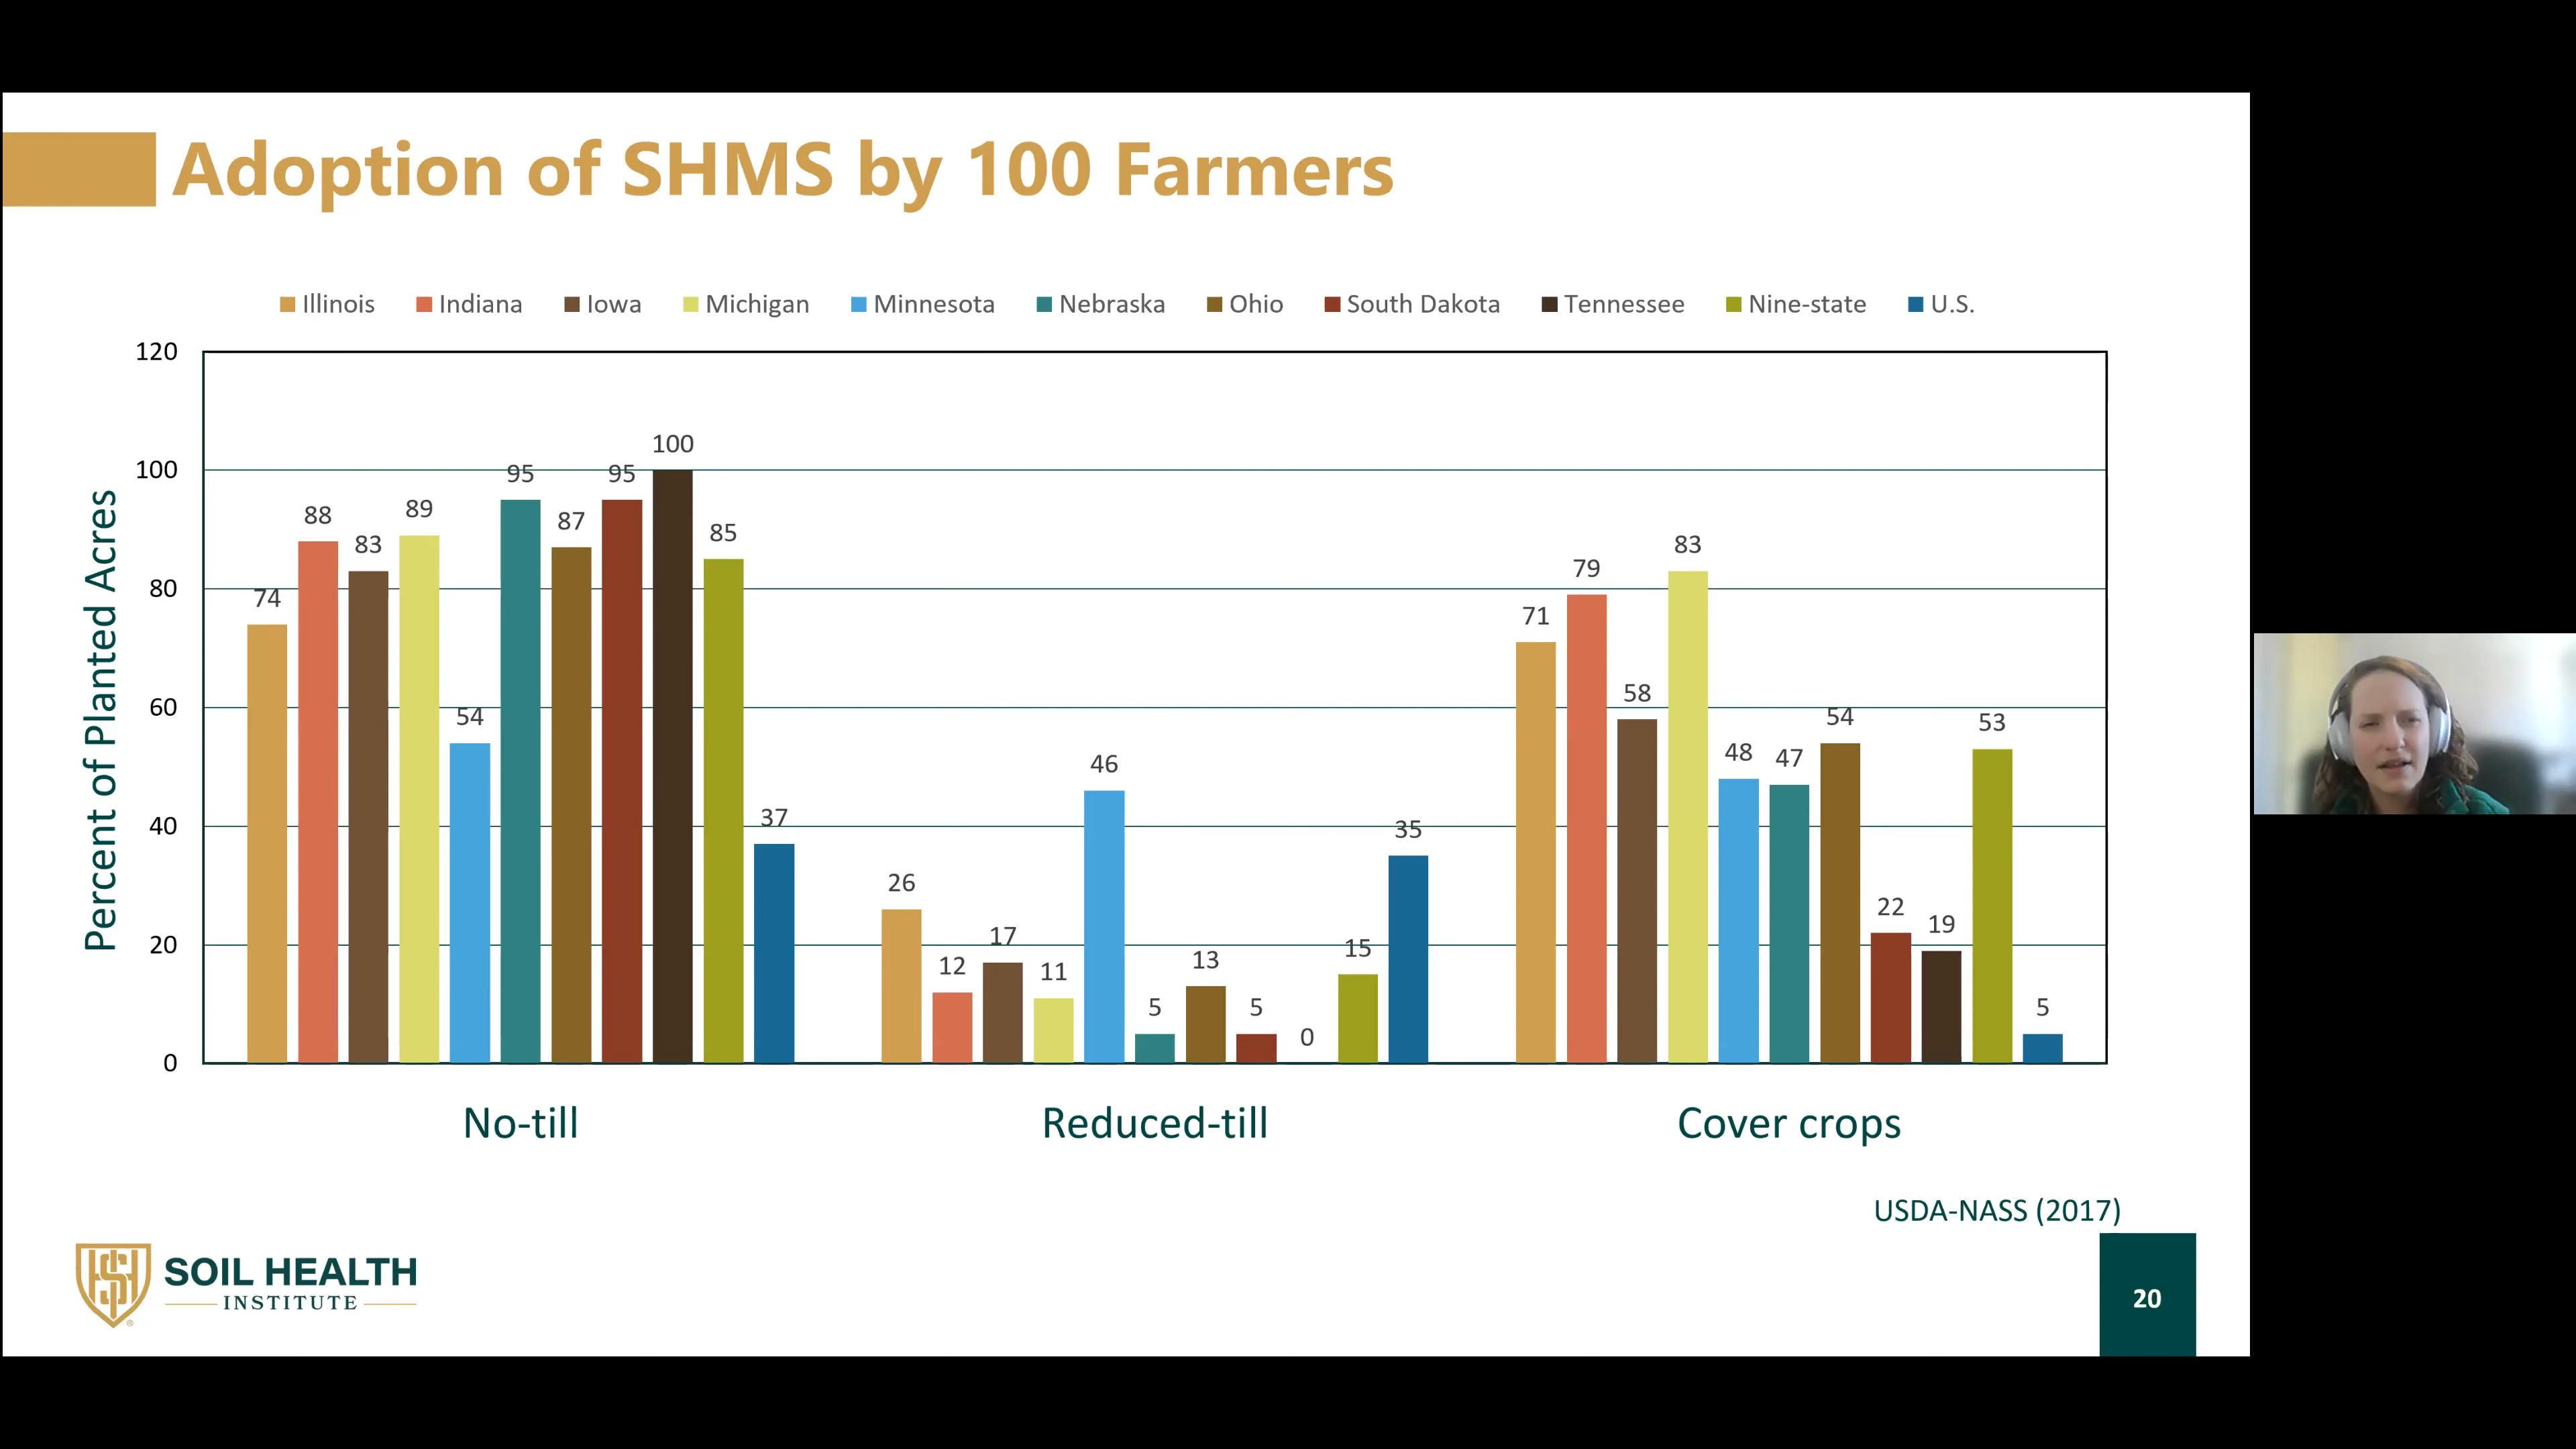 Adoption of SHMS by 100 Farmers
Illinois Indiana Iowa Michigan Minnesota Nebraska Ohio South Dakota Tennessee Nine-state U.S.
Percent of Planted Acres
120
100
80
60
40
20
0
74 88 83 89 54 95 87 95 100 85 37
26 12 17 11 46 5 13 5 0 15 35
71 79 58 83 48 47 54 22 19 53 5
No-till Reduced-till Cover crops
USDA-NASS (2017)
SOIL HEALTH
INSTITUTE
®
20